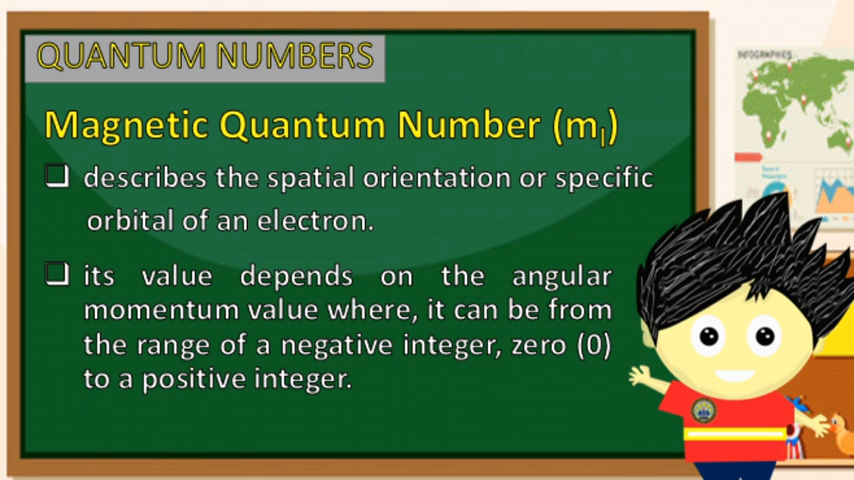 QUANTUM NUMBERS
Magnetic Quantum Number (ml)
describes the spatial orientation or specific
orbital of an electron.
its value depends on the angular
momentum value where, it can be from
the range of a negative integer, zero (0)
to a positive integer.
INFOGRAPHICS